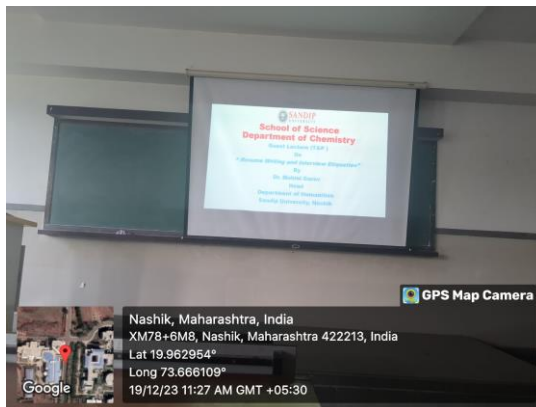 SANDIP
UNIVERSITY
School of Science
Department of Chemistry
Guest Lecture (TAP )
On
"Resume Writing and Interview Etiquettes"
By
Dr.
Head
Department of Humanities
Sandip University, Nashik
GPS Map Camera
Nashik, Maharashtra, India
XM78+6M8, Nashik, Maharashtra 422213, India
Lat 19.962954°
Long 73.666109°
19/12/23 11:27 AM GMT +05:30
Google